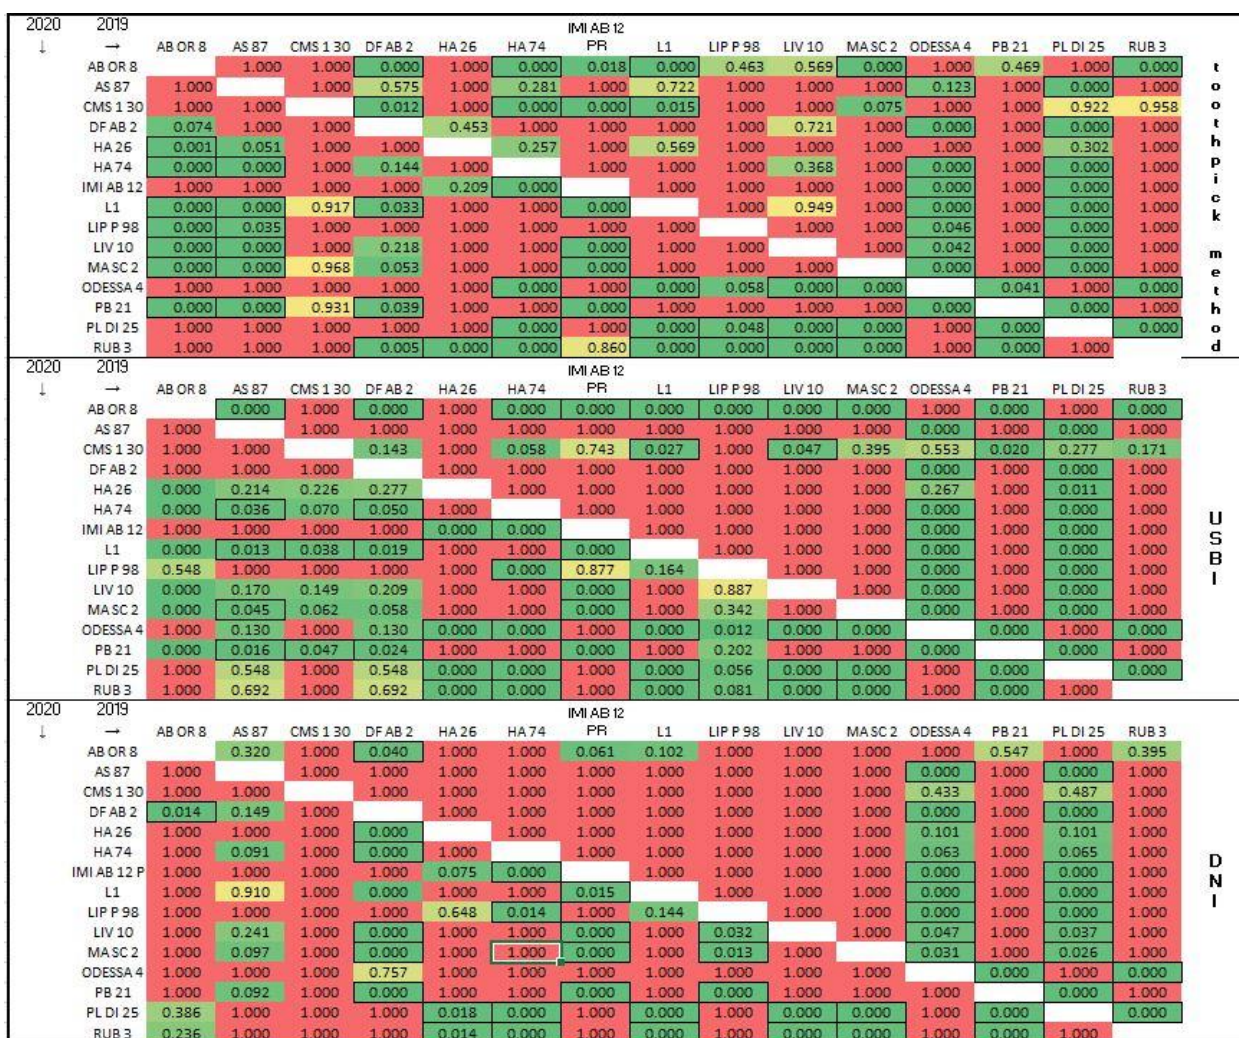 2020 2019 IMI AB 12
↓ → AB OR 8 AS 87 CMS 1 30 DF AB 2 HA 26 HA 74 PR L1 LIP P 98 LIV 10 MA SC 2 ODESSA 4 PB 21 PL DI 25 RUB 3
AB OR 8 1.000 1.000 0.000 1.000 0.000 0.018 0.000 0.463 0.569 0.000 1.000 0.469 1.000 0.000
AS 87 1.000 1.000 0.575 1.000 0.281 1.000 0.722 1.000 1.000 1.000 0.123 1.000 0.000 1.000
CMS 1 30 1.000 1.000 0.012 1.000 0.000 0.000 0.015 1.000 1.000 0.075 1.000 1.000 0.922 0.958
DF AB 2 0.074 1.000 1.000 0.453 1.000 1.000 1.000 1.000 0.721 1.000 0.000 1.000 0.000 1.000
HA 26 0.001 0.051 1.000 1.000 0.257 1.000 0.569 1.000 1.000 1.000 1.000 1.000 0.302 1.000
HA 74 0.000 0.000 1.000 0.144 1.000 1.000 1.000 1.000 0.368 1.000 0.000 1.000 0.000 1.000
IMI AB 12 1.000 1.000 1.000 1.000 0.209 0.000 1.000 1.000 1.000 1.000 0.000 1.000 0.000 1.000
L1 0.000 0.000 0.917 0.033 1.000 1.000 0.000 1.000 0.949 1.000 0.000 1.000 0.000 1.000
LIP P 98 0.000 0.035 1.000 1.000 1.000 1.000 1.000 1.000 1.000 1.000 0.046 1.000 0.000 1.000
LIV 10 0.000 0.000 1.000 0.218 1.000 1.000 0.000 1.000 1.000 1.000 0.042 1.000 0.000 1.000
MA SC 2 0.000 0.000 0.968 0.053 1.000 1.000 0.000 1.000 1.000 1.000 0.000 1.000 0.000 1.000
ODESSA 4 1.000 1.000 1.000 1.000 1.000 0.000 1.000 0.000 0.058 0.000 0.000 0.041 1.000 0.000
PB 21 0.000 0.000 0.931 0.039 1.000 1.000 0.000 1.000 1.000 1.000 1.000 0.000 0.000 1.000
PL DI 25 1.000 1.000 1.000 1.000 1.000 0.000 1.000 0.000 0.048 0.000 0.000 1.000 0.000 0.000
RUB 3 1.000 1.000 1.000 0.005 0.000 0.000 0.860 0.000 0.000 0.000 0.000 1.000 0.000 1.000
toothpick method
2020 2019 IMI AB 12
↓ → AB OR 8 AS 87 CMS 1 30 DF AB 2 HA 26 HA 74 PR L1 LIP P 98 LIV 10 MA SC 2 ODESSA 4 PB 21 PL DI 25 RUB 3
AB OR 8 0.000 1.000 0.000 1.000 0.000 0.000 0.000 0.000 0.000 0.000 1.000 0.000 1.000 0.000
AS 87 1.000 1.000 1.000 1.000 1.000 1.000 1.000 1.000 1.000 1.000 0.000 1.000 0.000 1.000
CMS 1 30 1.000 1.000 0.143 1.000 0.058 0.743 0.027 1.000 0.047 0.395 0.553 0.020 0.277 0.171
DF AB 2 1.000 1.000 1.000 1.000 1.000 1.000 1.000 1.000 1.000 1.000 0.000 1.000 0.000 1.000
HA 26 0.000 0.214 0.226 0.277 1.000 1.000 1.000 1.000 1.000 1.000 0.267 1.000 0.011 1.000
HA 74 0.000 0.036 0.070 0.050 1.000 1.000 1.000 1.000 1.000 1.000 0.000 1.000 0.000 1.000
IMI AB 12 1.000 1.000 1.000 1.000 0.000 0.000 1.000 1.000 1.000 1.000 0.000 1.000 0.000 1.000
L1 0.000 0.013 0.038 0.019 1.000 1.000 0.000 1.000 1.000 1.000 0.000 1.000 0.000 1.000
LIP P 98 0.548 1.000 1.000 1.000 1.000 0.000 0.877 0.164 1.000 1.000 0.000 1.000 0.000 1.000
LIV 10 0.000 0.170 0.149 0.209 1.000 1.000 0.000 1.000 0.887 1.000 0.000 1.000 0.000 1.000
MA SC 2 0.000 0.045 0.062 0.058 1.000 1.000 0.000 1.000 0.342 1.000 0.000 1.000 0.000 1.000
ODESSA 4 1.000 0.130 1.000 0.130 0.000 0.000 1.000 0.000 0.012 0.000 0.000 0.000 1.000 0.000
PB 21 0.000 0.016 0.047 0.024 1.000 1.000 0.000 1.000 0.202 1.000 1.000 0.000 0.000 1.000
PL DI 25 1.000 0.548 1.000 0.548 0.000 0.000 1.000 0.000 0.056 0.000 0.000 1.000 0.000 0.000
RUB 3 1.000 0.692 1.000 0.692 0.000 0.000 1.000 0.000 0.081 0.000 0.000 1.000 0.000 1.000
USBI
2020 2019 IMI AB 12
↓ → AB OR 8 AS 87 CMS 1 30 DF AB 2 HA 26 HA 74 PR L1 LIP P 98 LIV 10 MA SC 2 ODESSA 4 PB 21 PL DI 25 RUB 3
AB OR 8 0.320 1.000 0.040 1.000 1.000 0.061 0.102 1.000 1.000 1.000 1.000 0.547 1.000 0.395
AS 87 1.000 1.000 1.000 1.000 1.000 1.000 1.000 1.000 1.000 1.000 0.000 1.000 0.000 1.000
CMS 1 30 1.000 1.000 1.000 1.000 1.000 1.000 1.000 1.000 1.000 1.000 0.433 1.000 0.487 1.000
DF AB 2 0.014 0.149 1.000 1.000 1.000 1.000 1.000 1.000 1.000 1.000 0.000 1.000 0.000 1.000
HA 26 1.000 1.000 1.000 0.000 1.000 1.000 1.000 1.000 1.000 1.000 0.101 1.000 0.101 1.000
HA 74 1.000 0.091 1.000 0.000 1.000 1.000 1.000 1.000 1.000 1.000 0.063 1.000 0.065 1.000
IMI AB 12 P 1.000 1.000 1.000 1.000 0.075 0.000 1.000 1.000 1.000 1.000 0.000 1.000 0.000 1.000
L1 1.000 0.910 1.000 0.000 1.000 1.000 0.015 1.000 1.000 1.000 0.000 1.000 0.000 1.000
LIP P 98 1.000 1.000 1.000 1.000 0.648 0.014 1.000 0.144 1.000 1.000 0.000 1.000 0.000 1.000
LIV 10 1.000 0.241 1.000 0.000 1.000 1.000 0.000 1.000 0.032 1.000 0.047 1.000 0.037 1.000
MA SC 2 1.000 0.097 1.000 0.000 1.000 1.000 0.000 1.000 0.013 1.000 0.031 1.000 0.026 1.000
ODESSA 4 1.000 1.000 1.000 0.757 1.000 1.000 1.000 1.000 1.000 1.000 1.000 0.000 1.000 0.000
PB 21 1.000 0.092 1.000 0.000 1.000 1.000 0.000 1.000 0.000 1.000 1.000 1.000 0.000 1.000
PL DI 25 0.386 1.000 1.000 1.000 0.018 0.000 1.000 0.000 1.000 0.000 0.000 1.000 0.000 0.000
RUB 3 0.236 1.000 1.000 1.000 0.014 0.000 1.000 0.000 1.000 0.000 0.000 1.000 0.000 1.000
DNI